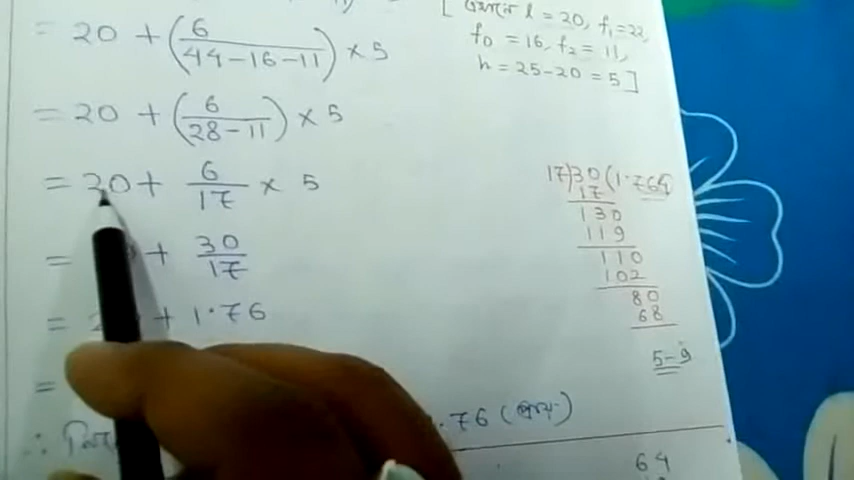 [ এখানে l = 20, f₁ = 22,
f₀ = 16, f₂ = 11,
h = 25-20 = 5 ]
= 20 + (6/(44-16-11)) × 5
= 20 + (6/(28-11)) × 5
= 20 + 6/17 × 5
= + 30/17
= + 1.76
=
.76 (প্রায়)
17)30(1.764
17
130
119
110
102
80
68
5-9
64